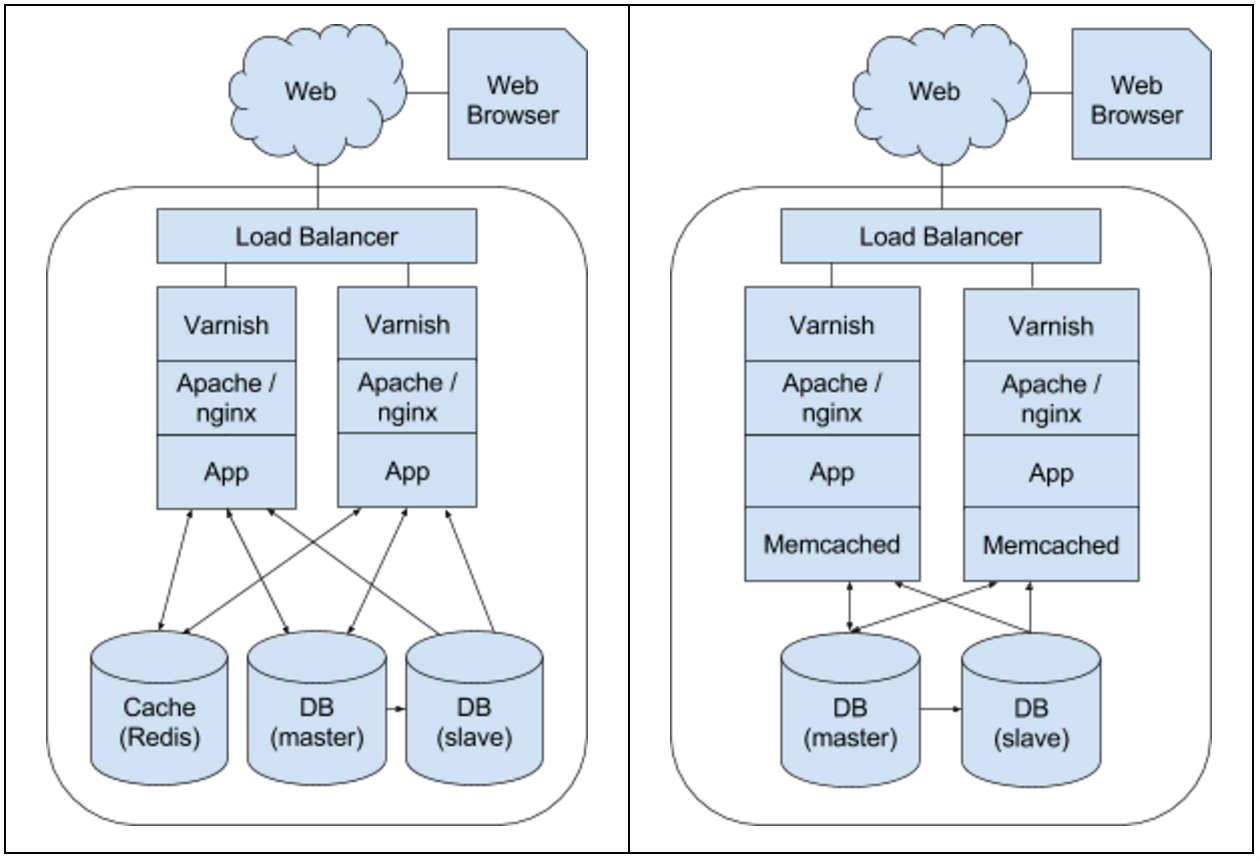 Web
Web
Browser
Load Balancer
Varnish
Apache /
nginx
App
Varnish
Apache /
nginx
App
Cache
(Redis)
DB
(master)
DB
(slave)
Web
Web
Browser
Load Balancer
Varnish
Apache /
nginx
App
Memcached
Varnish
Apache /
nginx
App
Memcached
DB
(master)
DB
(slave)